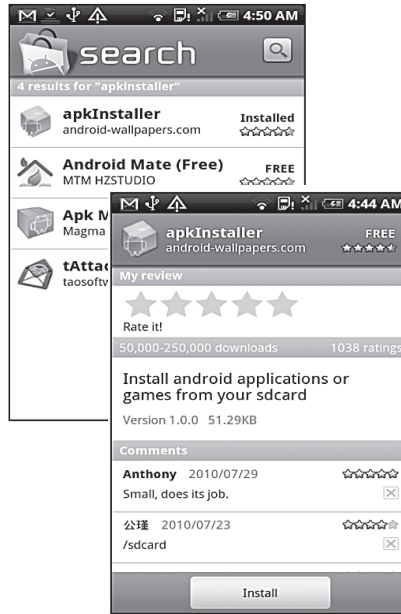 4:50 AM
search
4 results for "apkinstaller"
apkInstaller
Installed
android-wallpapers.com
Android Mate (Free)
FREE
MTM HZSTUDIO
Apk M
Magma
tAttac
taosoftw
4:44 AM
apkInstaller
FREE
android-wallpapers.com
My review
Rate it!
50,000-250,000 downloads 1038 ratings
Install android applications or
games from your sdcard
Version 1.0.0 51.29KB
Comments
Anthony 2010/07/29
Small, does its job.
公瑾 2010/07/23
/sdcard
Install